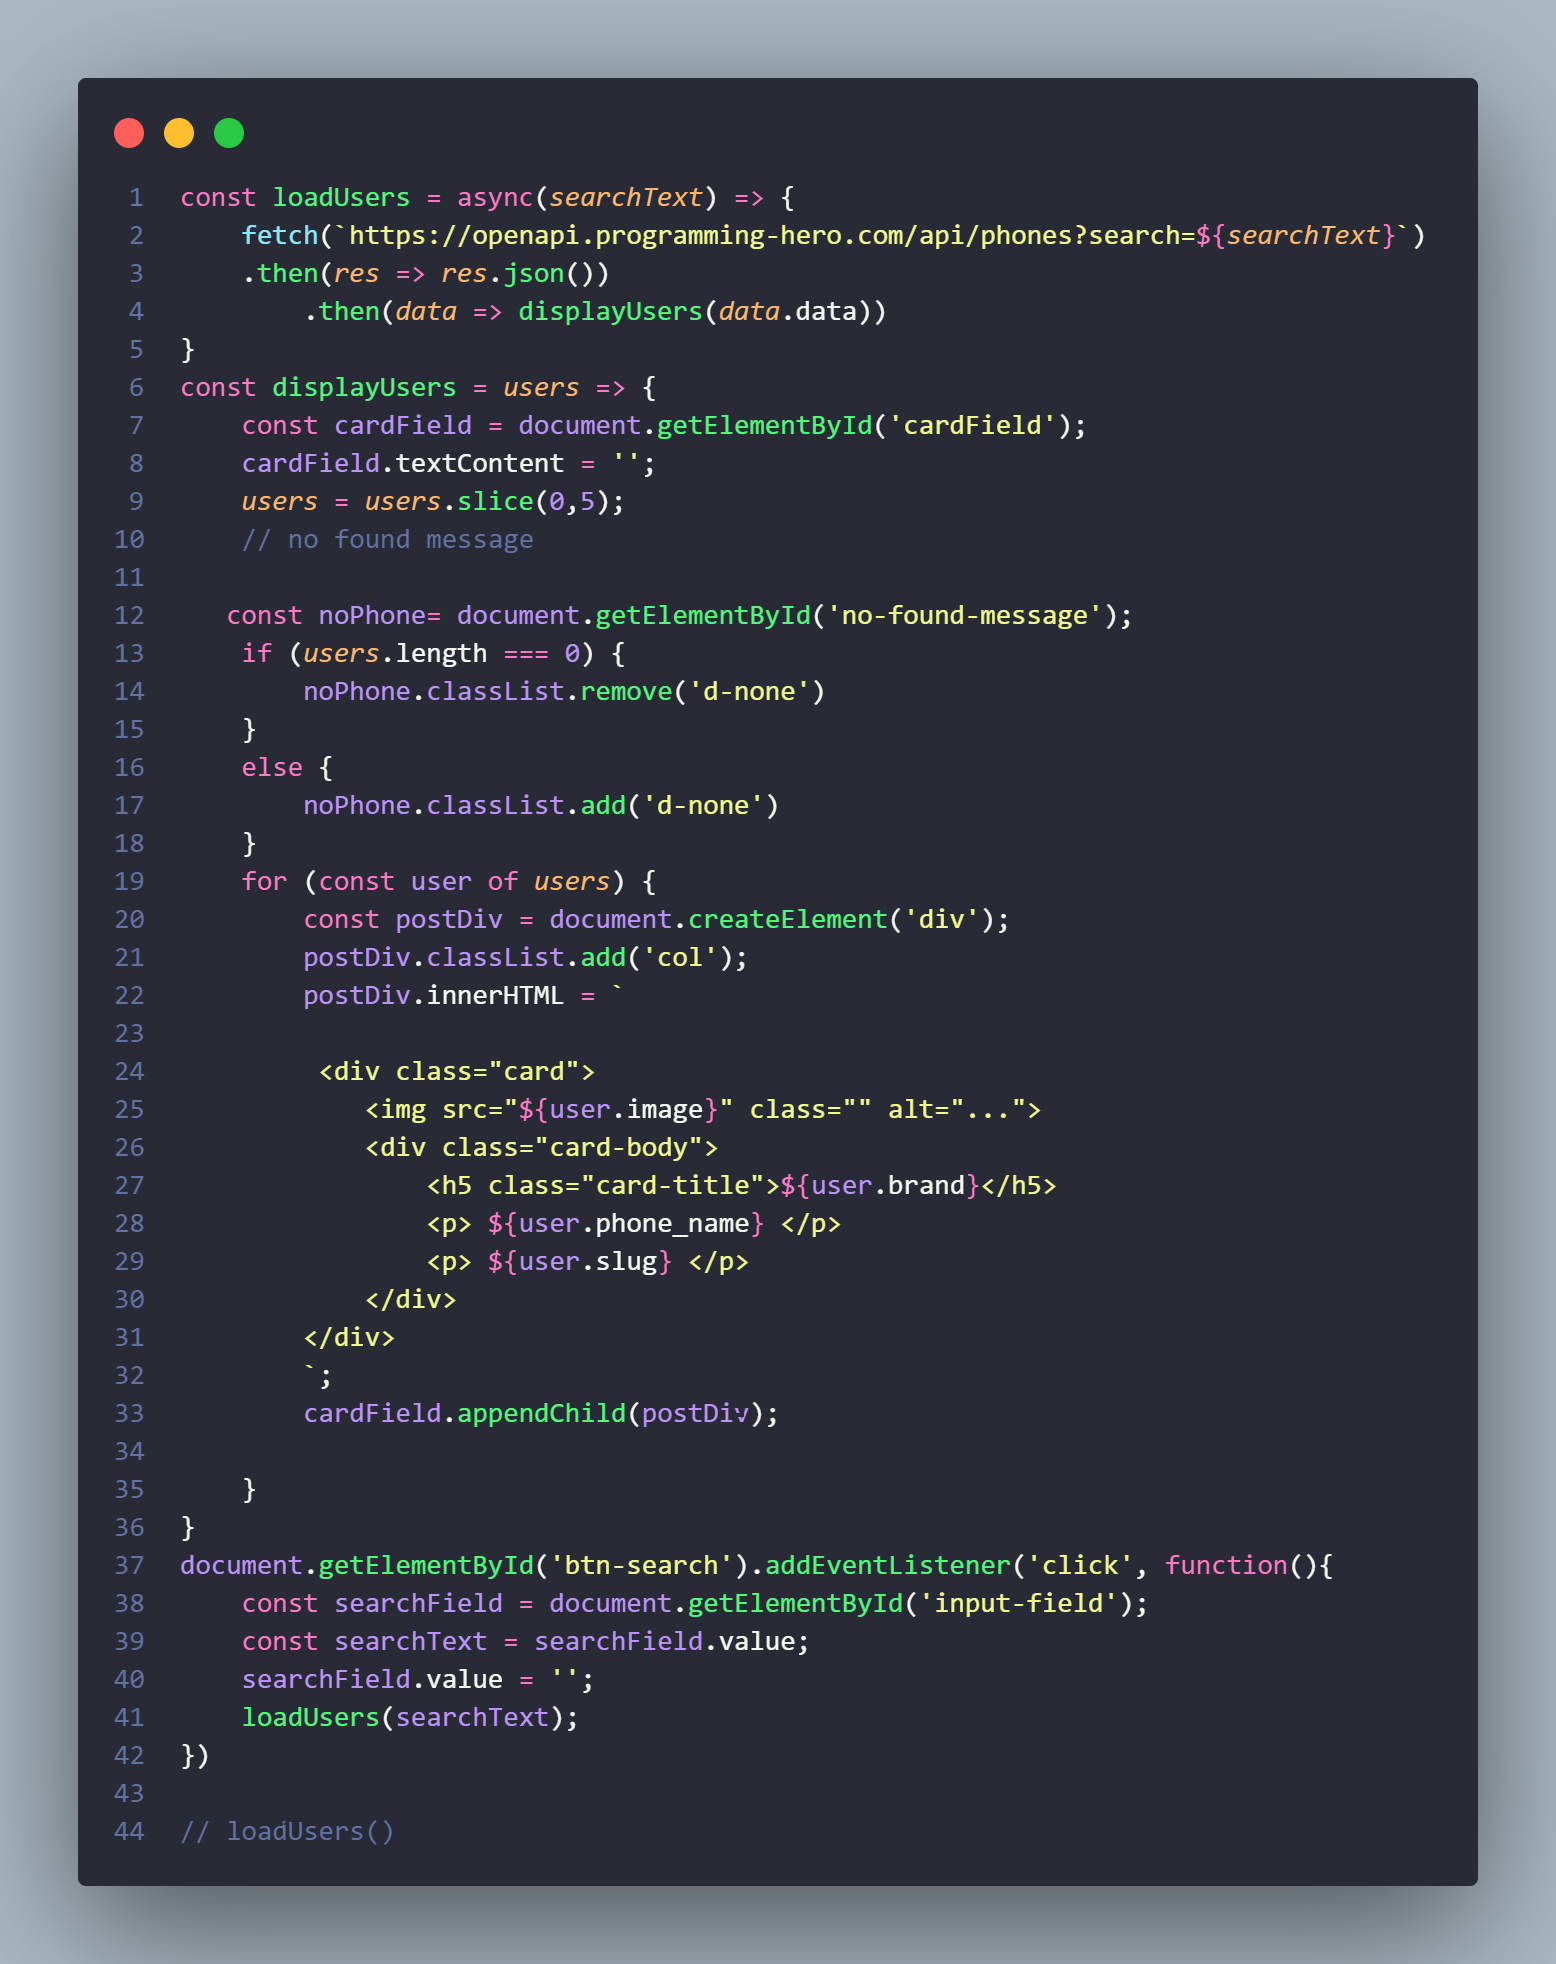 1 const loadUsers = async(searchText) => {
2     fetch(`https://openapi.programming-hero.com/api/phones?search=${searchText}`)
3     .then(res => res.json())
4         .then(data => displayUsers(data.data))
5 }
6 const displayUsers = users => {
7     const cardField = document.getElementById('cardField');
8     cardField.textContent = '';
9     users = users.slice(0,5);
10     // no found message
11
12    const noPhone= document.getElementById('no-found-message');
13     if (users.length === 0) {
14         noPhone.classList.remove('d-none')
15     }
16     else {
17         noPhone.classList.add('d-none')
18     }
19     for (const user of users) {
20         const postDiv = document.createElement('div');
21         postDiv.classList.add('col');
22         postDiv.innerHTML = `
23
24          <div class="card">
25             <img src="${user.image}" class="" alt="...">
26             <div class="card-body">
27                 <h5 class="card-title">${user.brand}</h5>
28                 <p> ${user.phone_name} </p>
29                 <p> ${user.slug} </p>
30             </div>
31         </div>
32         `;
33         cardField.appendChild(postDiv);
34
35     }
36 }
37 document.getElementById('btn-search').addEventListener('click', function(){
38     const searchField = document.getElementById('input-field');
39     const searchText = searchField.value;
40     searchField.value = '';
41     loadUsers(searchText);
42 })
43
44 // loadUsers()